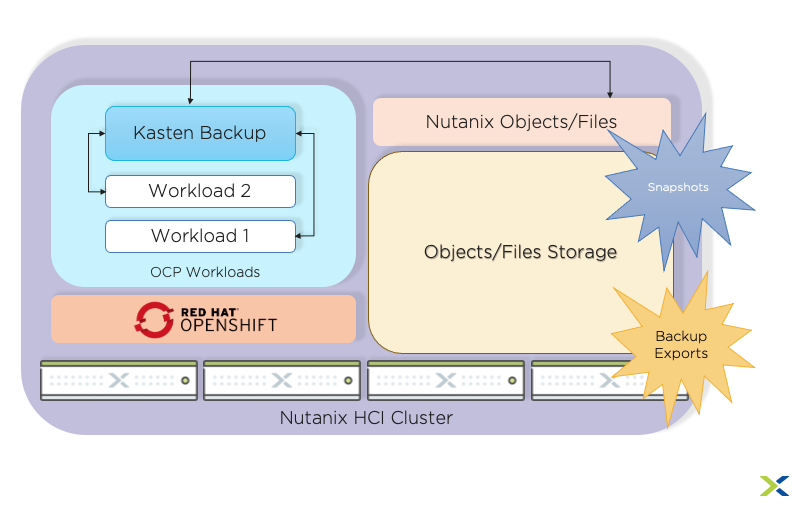 Kasten Backup
Nutanix Objects/Files
Snapshots
Workload 2
Workload 1
Objects/Files Storage
OCP Workloads
RED HAT
OPENSHIFT
Backup
Exports
Nutanix HCI Cluster